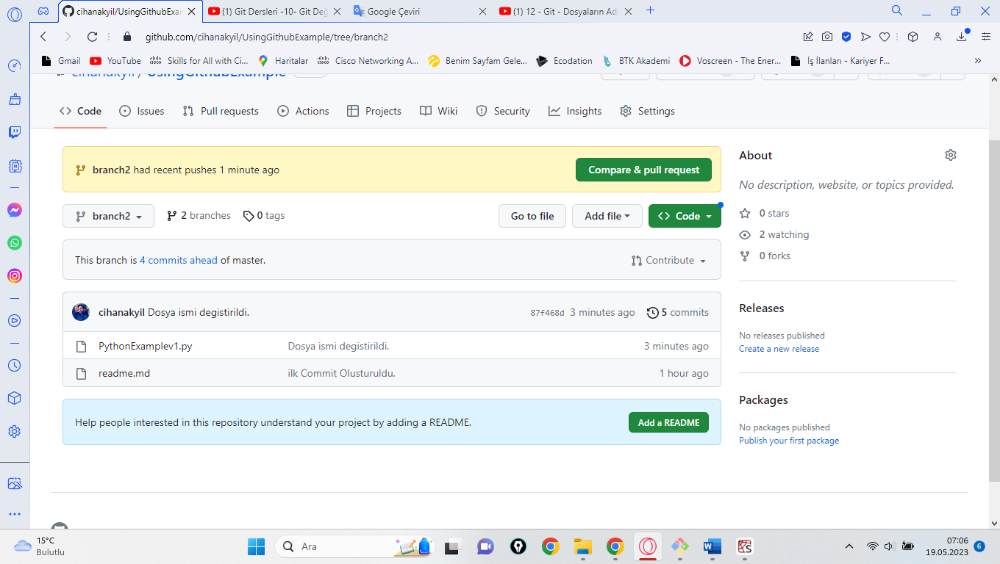 cihanakyil/UsingGithubExa
(1) Git Dersleri -10- Git Değ
Google Çeviri
(1) 12 - Git - Dosyaların Ad
github.com/cihanakyil/UsingGithubExample/tree/branch2
Gmail
YouTube
Skills for All with Ci...
Haritalar
Cisco Networking A...
Benim Sayfam Gele...
Ecodation
BTK Akademi
Voscreen - The Ener...
İş İlanları - Kariyer F...
cihanakyil / UsingGithubExample
Code
Issues
Pull requests
Actions
Projects
Wiki
Security
Insights
Settings
branch2 had recent pushes 1 minute ago
Compare & pull request
branch2
2 branches
0 tags
Go to file
Add file
Code
This branch is 4 commits ahead of master.
Contribute
cihanakyil Dosya ismi degistirildi.
87f468d 3 minutes ago
5 commits
PythonExamplev1.py
Dosya ismi degistirildi.
3 minutes ago
readme.md
ilk Commit Olusturuldu.
1 hour ago
Help people interested in this repository understand your project by adding a README.
Add a README
About
No description, website, or topics provided.
0 stars
2 watching
0 forks
Releases
No releases published
Create a new release
Packages
No packages published
Publish your first package
15°C
Bulutlu
Ara
07:06
19.05.2023
6